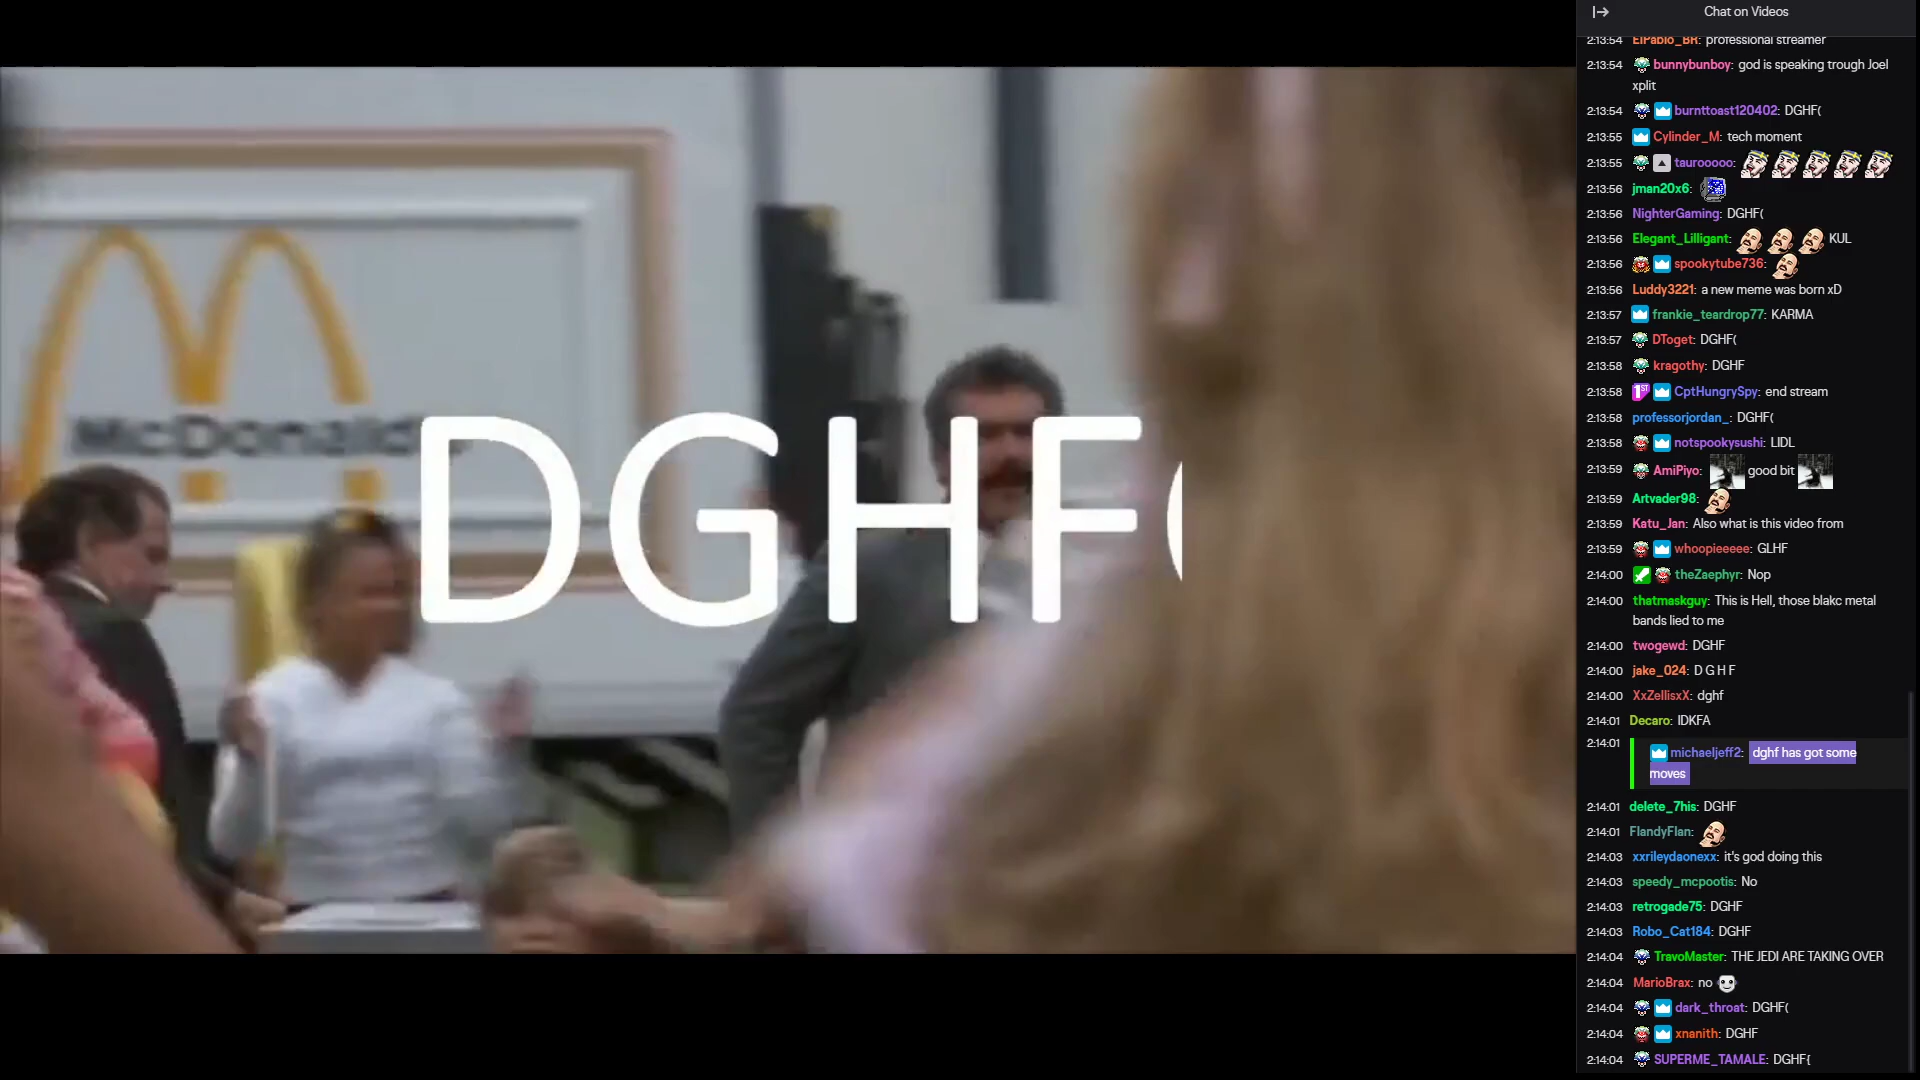 McDonald's
DGHF(
Chat on Videos
2:13:54 ElPablo_BR: professional streamer
2:13:54 bunnybunboy: god is speaking trough Joel
xplit
2:13:54 burnttoast120402: DGHF(
2:13:55 Cylinder_M: tech moment
2:13:55 taurooooo:
2:13:56 jman20x6:
2:13:56 NighterGaming: DGHF(
2:13:56 Elegant_Lilligant: KUL
2:13:56 spookytube736:
2:13:56 Luddy3221: a new meme was born xD
2:13:57 frankie_teardrop77: KARMA
2:13:57 DToget: DGHF(
2:13:58 kragothy: DGHF
2:13:58 1ST CptHungrySpy: end stream
2:13:58 professorjordan_: DGHF(
2:13:58 notspookysushi: LIDL
2:13:59 AmiPiyo: good bit
2:13:59 Artvader98:
2:13:59 Katu_Jan: Also what is this video from
2:13:59 whoopieeeee: GLHF
2:14:00 theZaephyr: Nop
2:14:00 thatmaskguy: This is Hell, those blakc metal
bands lied to me
2:14:00 twogewd: DGHF
2:14:00 jake_024: D G H F
2:14:00 XxZellisxX: dghf
2:14:01 Decaro: IDKFA
2:14:01 michaeljeff2: dghf has got some
moves
2:14:01 delete_7his: DGHF
2:14:01 FlandyFlan:
2:14:03 xxrileydaonexx: it's god doing this
2:14:03 speedy_mcpootis: No
2:14:03 retrogade75: DGHF
2:14:03 Robo_Cat184: DGHF
2:14:04 TravoMaster: THE JEDI ARE TAKING OVER
2:14:04 MarioBrax: no
2:14:04 dark_throat: DGHF(
2:14:04 xnanith: DGHF
2:14:04 SUPERME_TAMALE: DGHF{